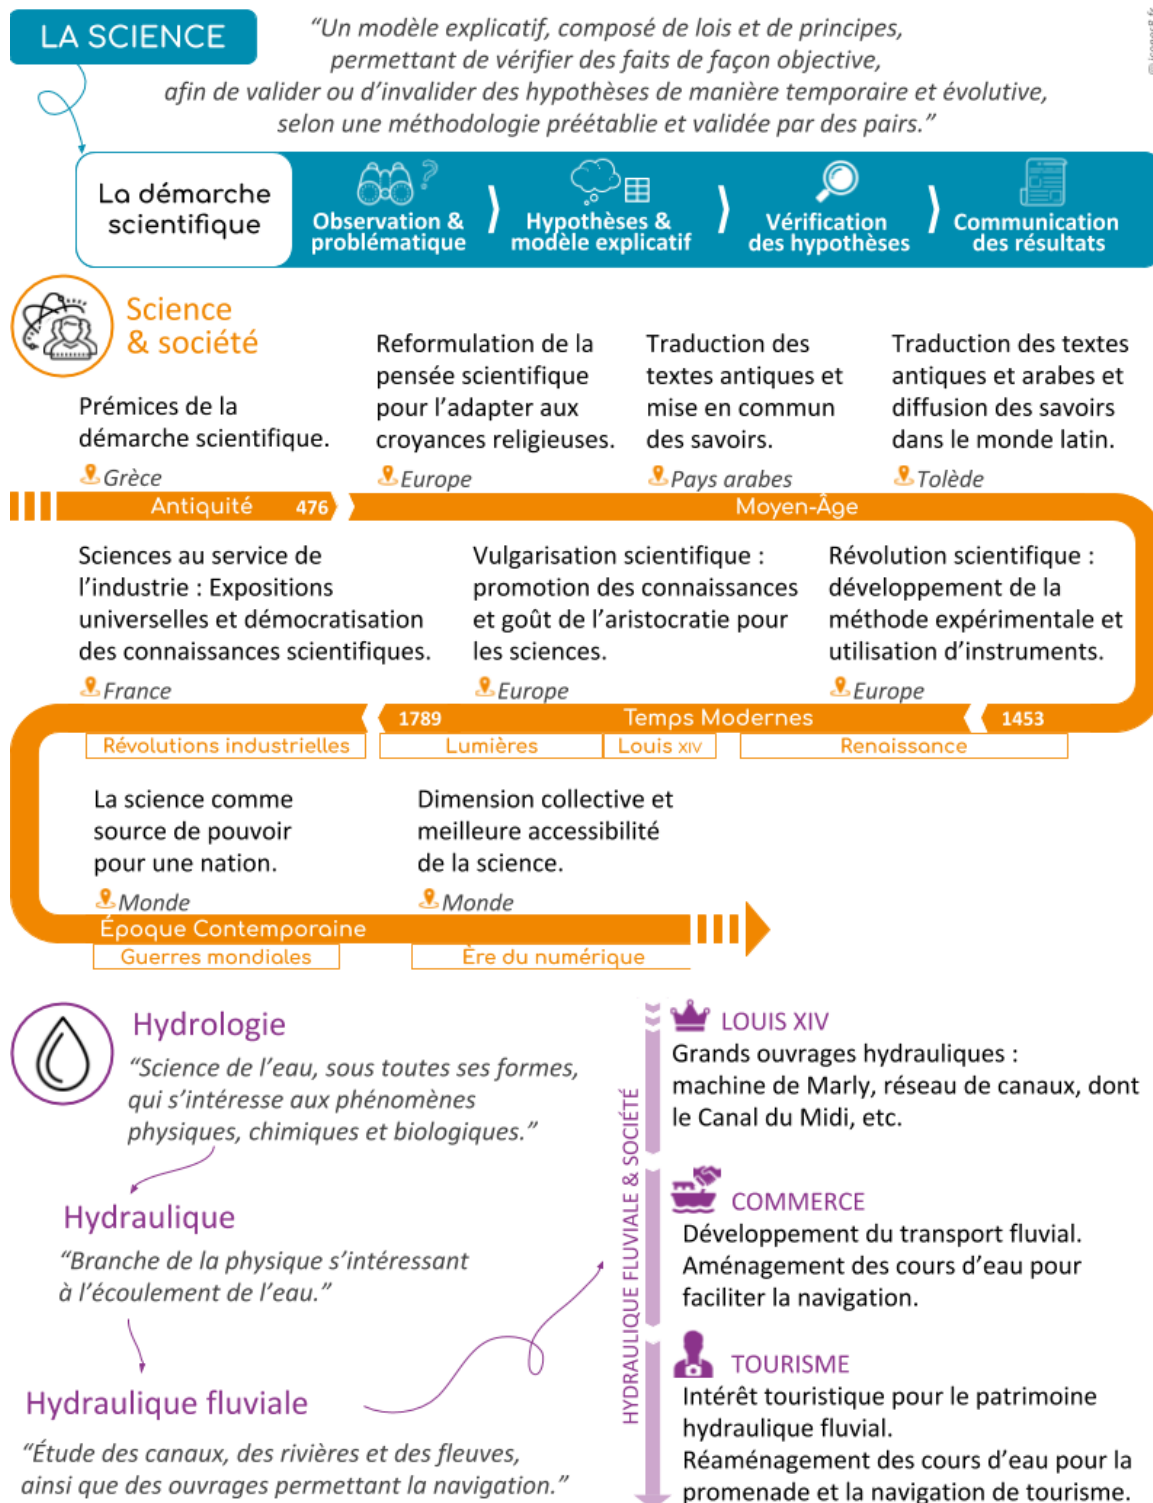 LA SCIENCE
“Un modèle explicatif, composé de lois et de principes,
permettant de vérifier des faits de façon objective,
afin de valider ou d’invalider des hypothèses de manière temporaire et évolutive,
selon une méthodologie préétablie et validée par des pairs.”
La démarche
scientifique
Observation &
problématique
Hypothèses &
modèle explicatif
Vérification
des hypothèses
Communication
des résultats
Science
& société
Prémices de la
démarche scientifique.
Grèce
Reformulation de la
pensée scientifique
pour l’adapter aux
croyances religieuses.
Europe
Traduction des
textes antiques et
mise en commun
des savoirs.
Pays arabes
Traduction des textes
antiques et arabes et
diffusion des savoirs
dans le monde latin.
Tolède
Antiquité 476
Moyen-Âge
Sciences au service de
l’industrie : Expositions
universelles et démocratisation
des connaissances scientifiques.
France
Vulgarisation scientifique :
promotion des connaissances
et goût de l’aristocratie pour
les sciences.
Europe
Révolution scientifique :
développement de la
méthode expérimentale et
utilisation d’instruments.
Europe
1789 Temps Modernes 1453
Révolutions industrielles
Lumières
Louis XIV
Renaissance
La science comme
source de pouvoir
pour une nation.
Monde
Dimension collective et
meilleure accessibilité
de la science.
Monde
Époque Contemporaine
Guerres mondiales
Ère du numérique
Hydrologie
“Science de l’eau, sous toutes ses formes,
qui s’intéresse aux phénomènes
physiques, chimiques et biologiques.”
Hydraulique
“Branche de la physique s’intéressant
à l’écoulement de l’eau.”
Hydraulique fluviale
“Étude des canaux, des rivières et des fleuves,
ainsi que des ouvrages permettant la navigation.”
HYDRAULIQUE FLUVIALE & SOCIÉTÉ
LOUIS XIV
Grands ouvrages hydrauliques :
machine de Marly, réseau de canaux, dont
le Canal du Midi, etc.
COMMERCE
Développement du transport fluvial.
Aménagement des cours d’eau pour
faciliter la navigation.
TOURISME
Intérêt touristique pour le patrimoine
hydraulique fluvial.
Réaménagement des cours d’eau pour la
promenade et la navigation de tourisme.